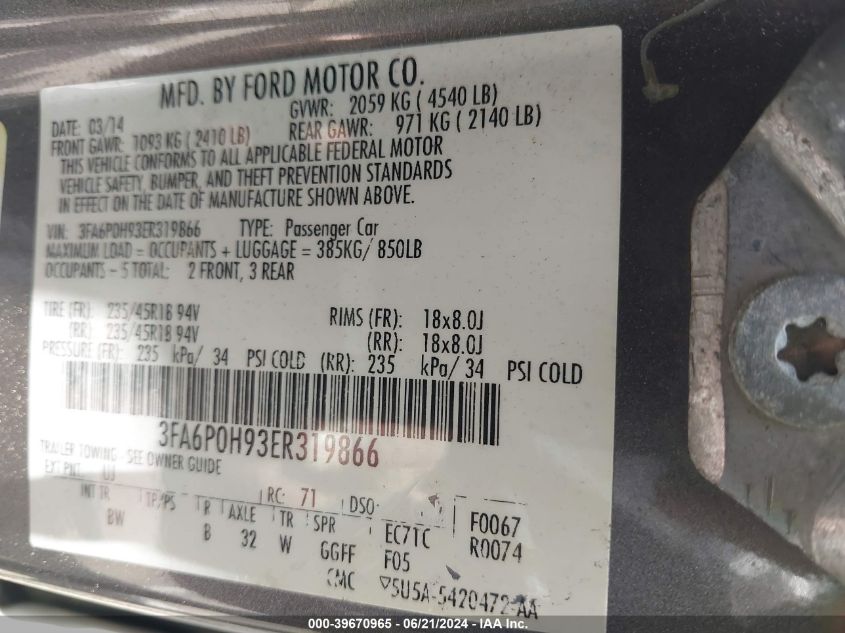 MFD. BY FORD MOTOR CO.
DATE: 03/14 GVWR: 2059 KG ( 4540 LB)
FRONT GAWR: 1093 KG ( 2410 LB) REAR GAWR: 971 KG ( 2140 LB)
THIS VEHICLE CONFORMS TO ALL APPLICABLE FEDERAL MOTOR
VEHICLE SAFETY, BUMPER, AND THEFT PREVENTION STANDARDS
IN EFFECT ON THE DATE OF MANUFACTURE SHOWN ABOVE.
VIN: 3FA6P0H93ER319866 TYPE: Passenger Car
MAXIMUM LOAD = OCCUPANTS + LUGGAGE = 385KG/ 850LB
OCCUPANTS - 5 TOTAL: 2 FRONT, 3 REAR
TIRE (FR): 235/45R18 94V RIMS (FR): 18x8.0J
(RR): 235/45R18 94V (RR): 18x8.0J
PRESSURE (FR): 235 kPa/ 34 PSI COLD (RR): 235 kPa/ 34 PSI COLD
3FA6P0H93ER319866
TRAILER TOWING - SEE OWNER GUIDE
EXT PNT: UJ RC: 71 DSO:
INT TR TP/PS R AXLE TR SPR EC7TC F0067
BW B 32 W GGFF F05 R0074
CMC 5U5A-5420472-AA
000-39670965 - 06/21/2024 - IAA Inc.